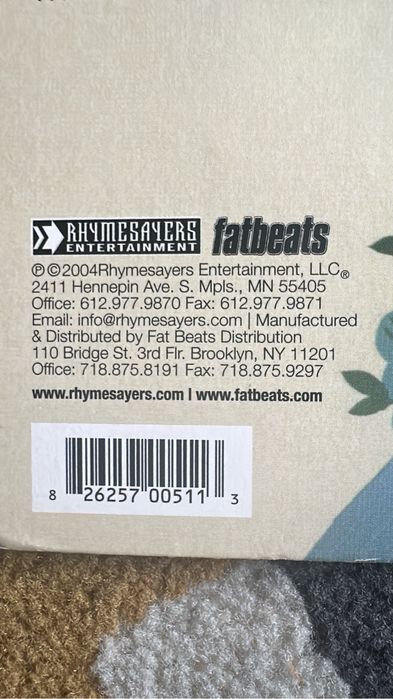 RHYMESAYERS ENTERTAINMENT fatbeats
℗©2004Rhymesayers Entertainment, LLC®
2411 Hennepin Ave. S. Mpls., MN 55405
Office: 612.977.9870 Fax: 612.977.9871
Email: info@rhymesayers.com | Manufactured
& Distributed by Fat Beats Distribution
110 Bridge St. 3rd Flr. Brooklyn, NY 11201
Office: 718.875.8191 Fax: 718.875.9297
www.rhymesayers.com | www.fatbeats.com
8 26257 00511 3